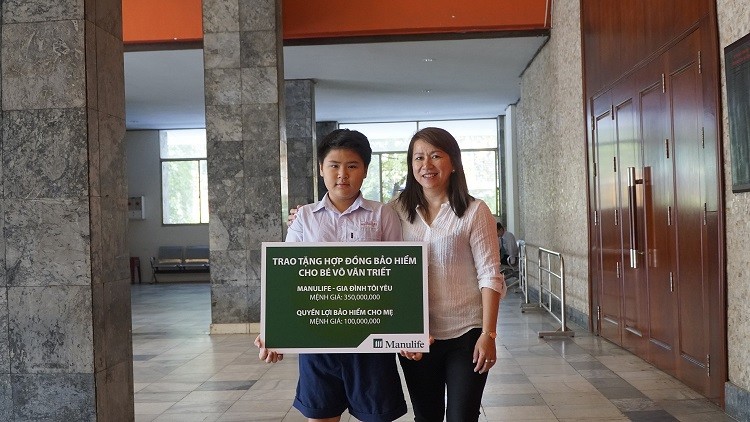 TRAO TẶNG HỢP ĐỒNG BẢO HIỂM
CHO BÉ VÕ VĂN TRIẾT
MANULIFE - GIA ĐÌNH TÔI YÊU
MỆNH GIÁ: 350,000,000
QUYỀN LỢI BẢO HIỂM CHO MẸ
MỆNH GIÁ: 100,000,000
Manulife